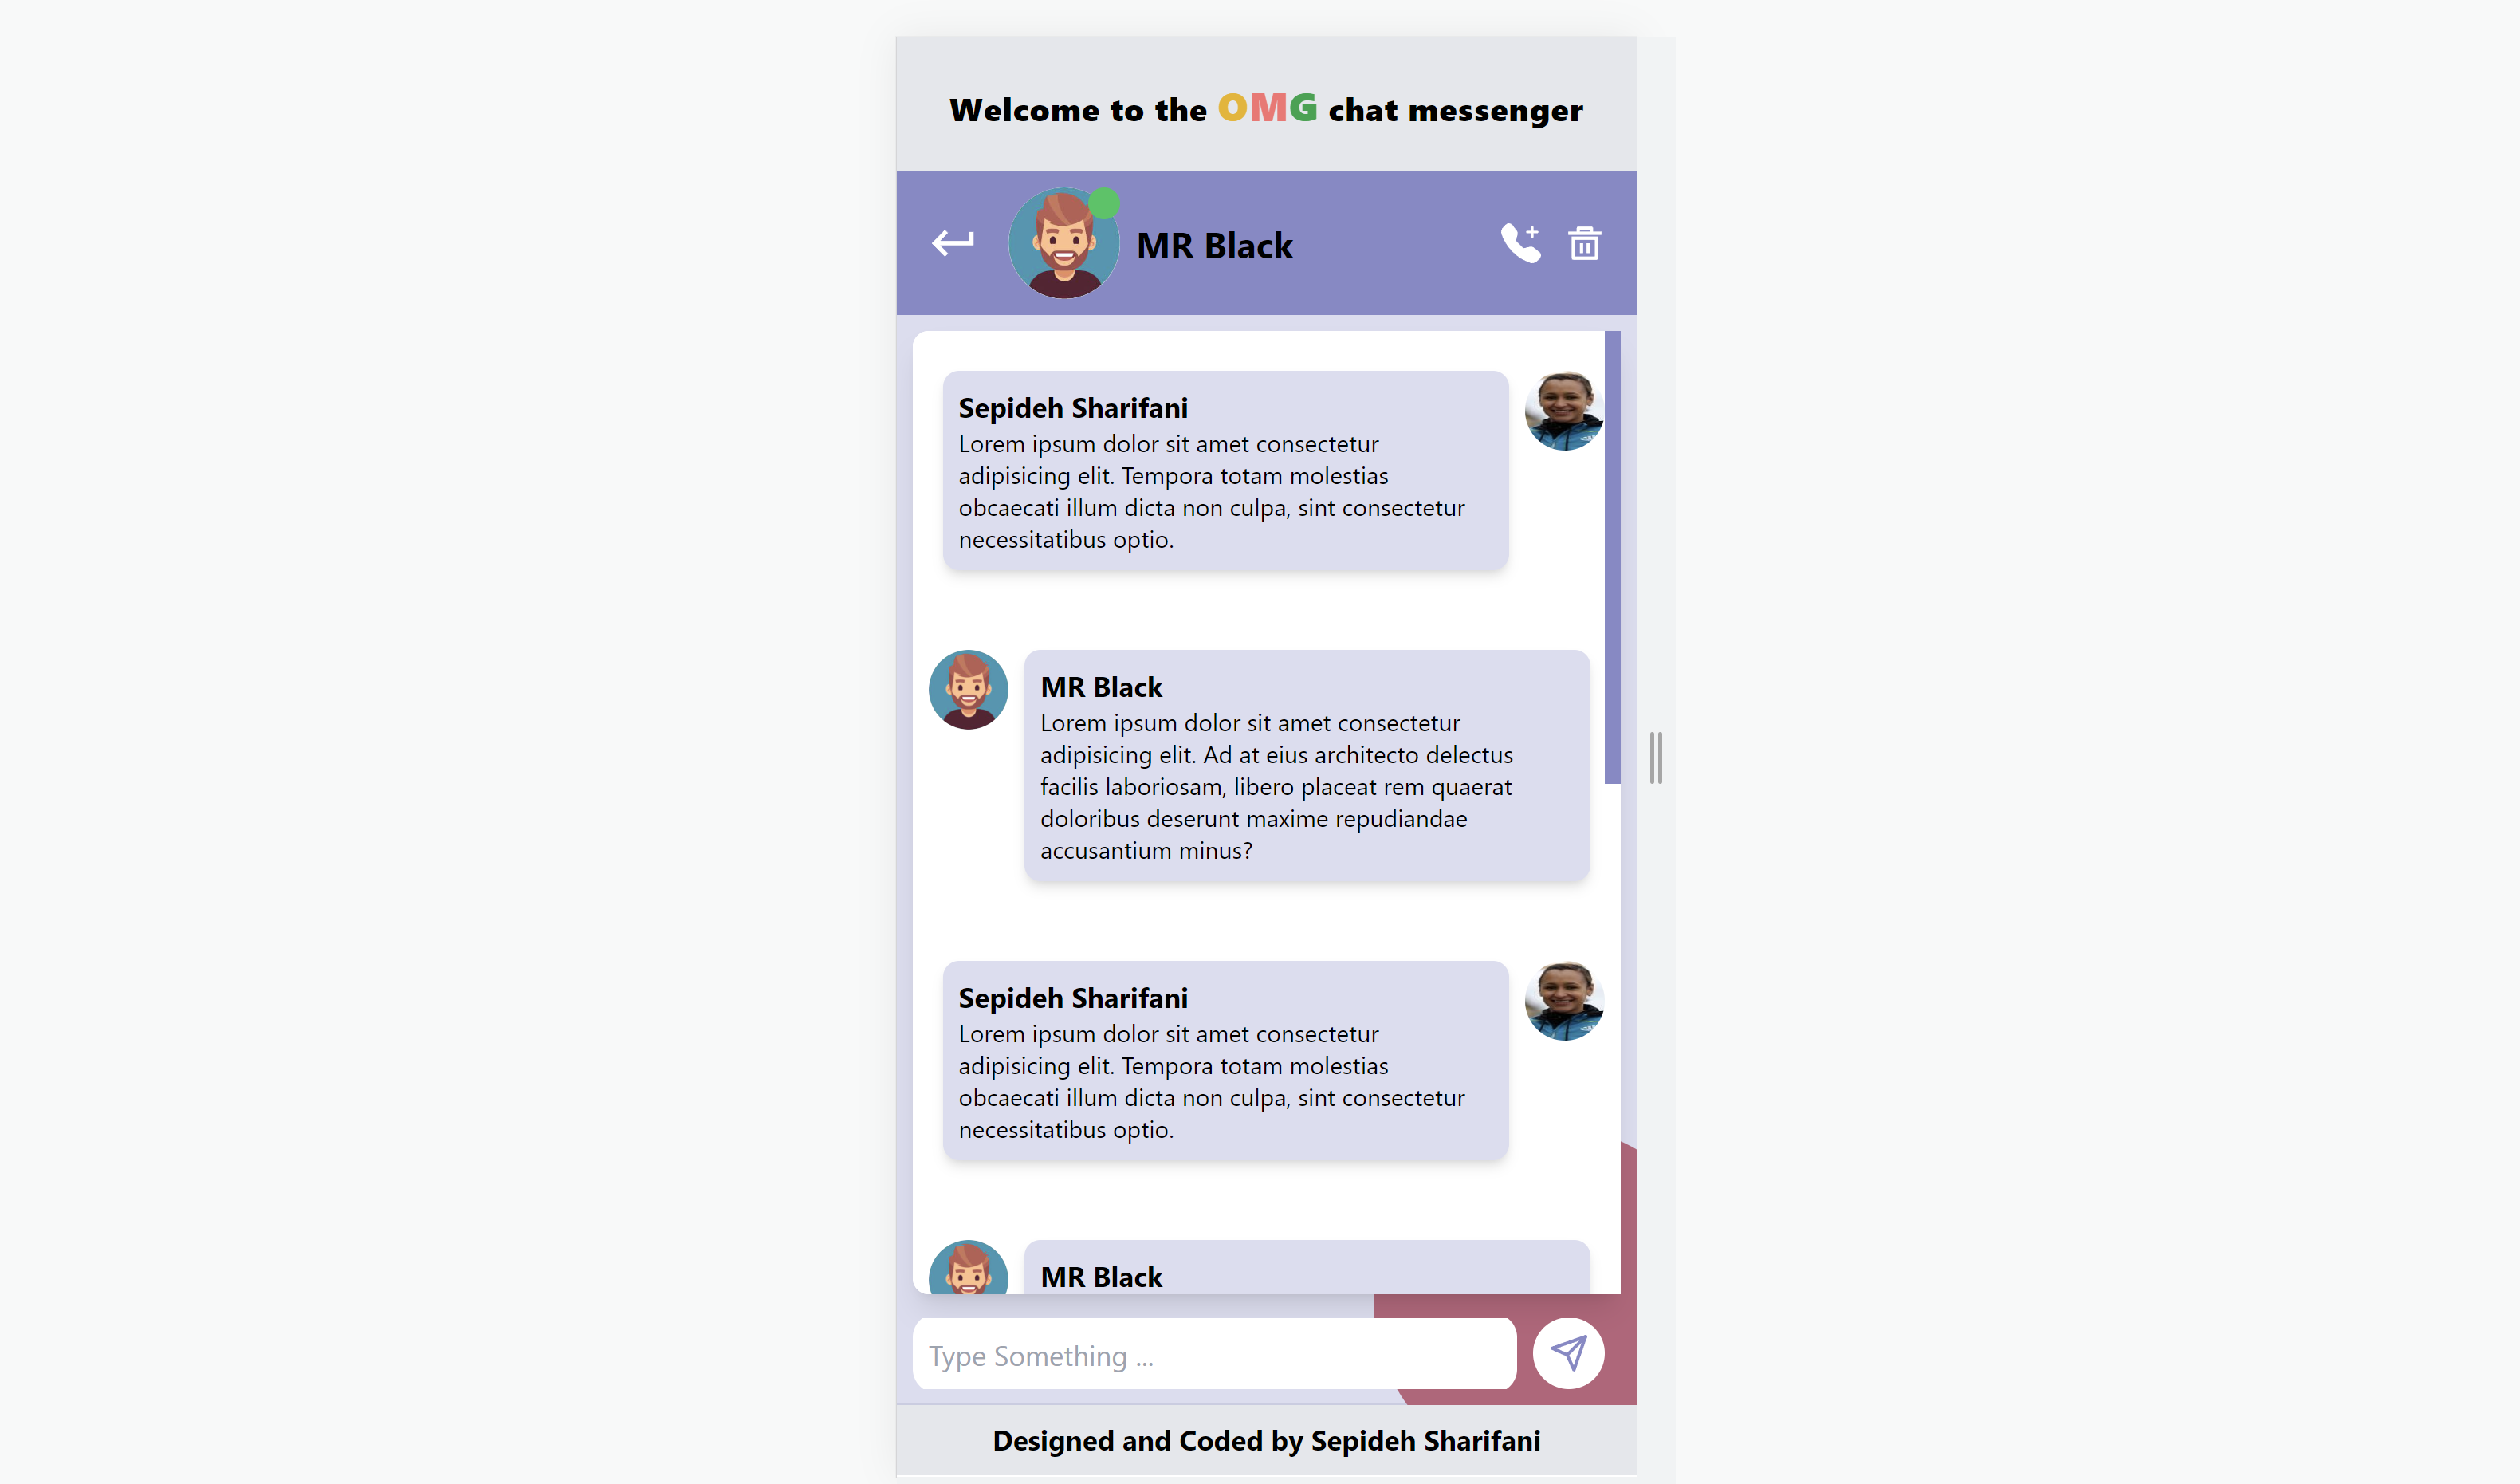 Welcome to the OMG chat messenger
MR Black
Sepideh Sharifani
Lorem ipsum dolor sit amet consectetur
adipisicing elit. Tempora totam molestias
obcaecati illum dicta non culpa, sint consectetur
necessitatibus optio.
MR Black
Lorem ipsum dolor sit amet consectetur
adipisicing elit. Ad at eius architecto delectus
facilis laboriosam, libero placeat rem quaerat
doloribus deserunt maxime repudiandae
accusantium minus?
Sepideh Sharifani
Lorem ipsum dolor sit amet consectetur
adipisicing elit. Tempora totam molestias
obcaecati illum dicta non culpa, sint consectetur
necessitatibus optio.
MR Black
Type Something ...
Designed and Coded by Sepideh Sharifani